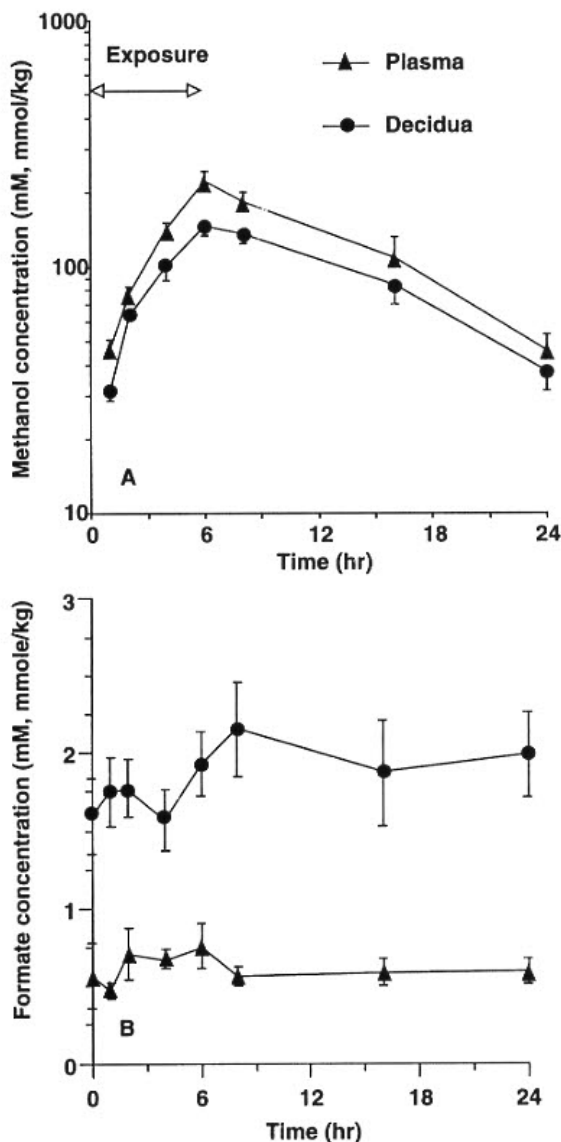 1000
Exposure
Plasma
Decidua
100
10
Methanol concentration (mM, mmol/kg)
A
0
6
12
18
24
Time (hr)
3
2
1
0
Formate concentration (mM, mmole/kg)
B
0
6
12
18
24
Time (hr)